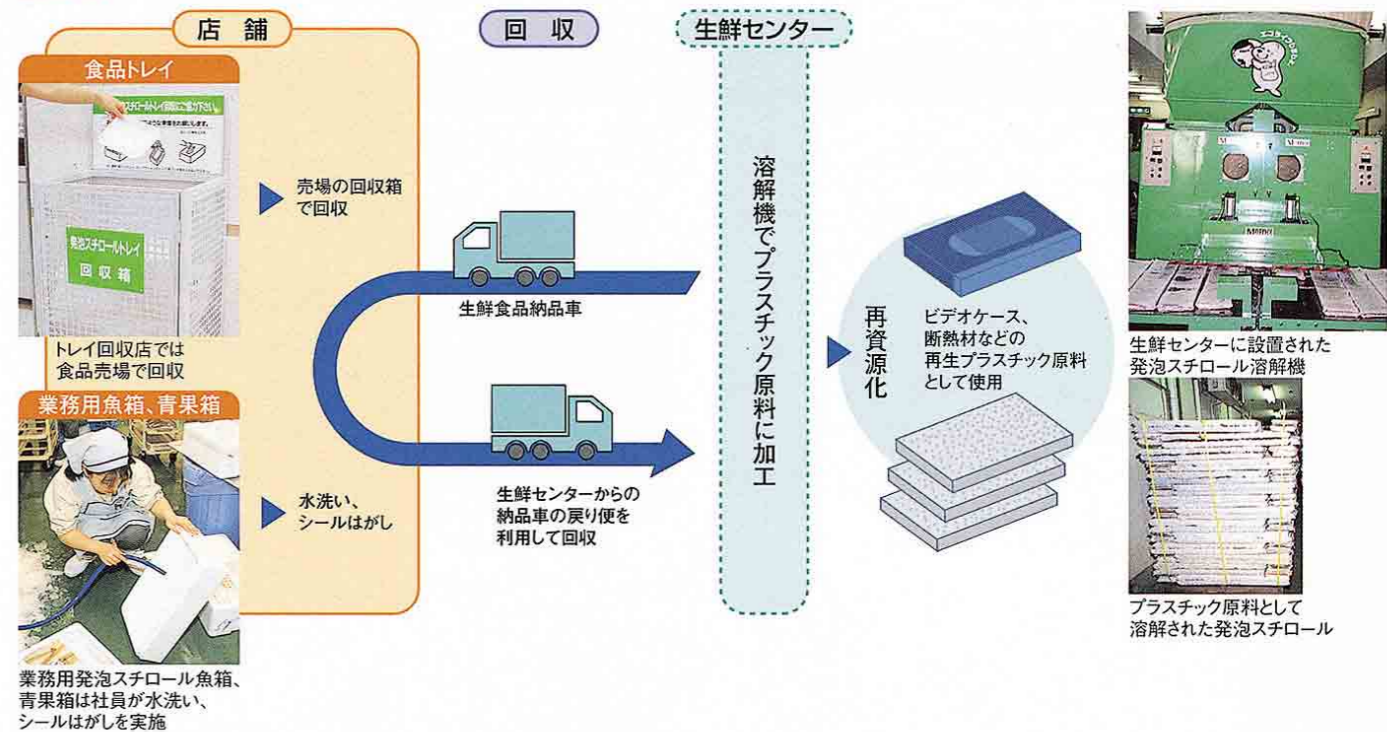 店舗
回収
生鮮センター
食品トレイ
発泡スチロールトレイ
回収箱
トレイ回収店では
食品売場で回収
売場の回収箱
で回収
業務用魚箱、青果箱
水洗い、
シールはがし
業務用発泡スチロール魚箱、
青果箱は社員が水洗い、
シールはがしを実施
生鮮食品納品車
生鮮センターからの
納品車の戻り便を
利用して回収
溶解機でプラスチック原料に加工
再資源化
ビデオケース、
断熱材などの
再生プラスチック原料
として使用
生鮮センターに設置された
発泡スチロール溶解機
プラスチック原料として
溶解された発泡スチロール